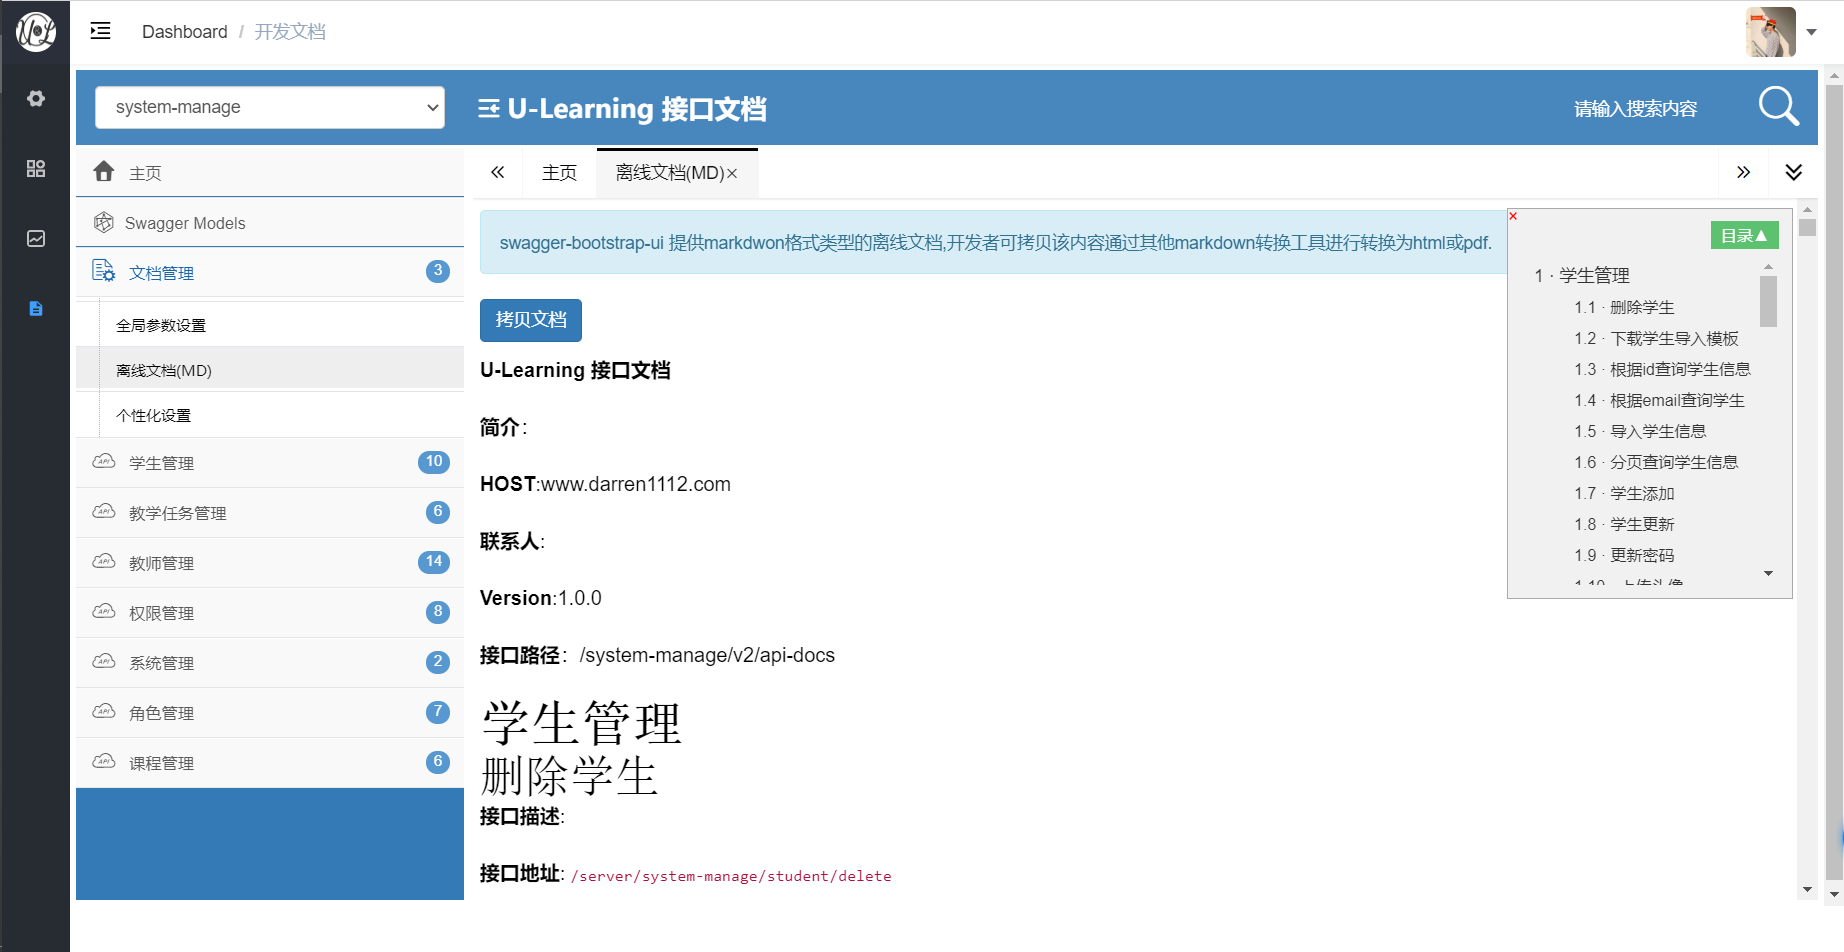 Dashboard / 开发文档
system-manage
U-Learning 接口文档
请输入搜索内容
主页
Swagger Models
文档管理 3
全局参数设置
离线文档(MD)
个性化设置
学生管理 10
教学任务管理 6
教师管理 14
权限管理 8
系统管理 2
角色管理 7
课程管理 6
主页 离线文档(MD)×
swagger-bootstrap-ui 提供markdwon格式类型的离线文档,开发者可拷贝该内容通过其他markdown转换工具进行转换为html或pdf.
拷贝文档
U-Learning 接口文档
简介:
HOST:www.darren1112.com
联系人:
Version:1.0.0
接口路径: /system-manage/v2/api-docs
学生管理
删除学生
接口描述:
接口地址: /server/system-manage/student/delete
目录▲
1 · 学生管理
1.1 · 删除学生
1.2 · 下载学生导入模板
1.3 · 根据id查询学生信息
1.4 · 根据email查询学生
1.5 · 导入学生信息
1.6 · 分页查询学生信息
1.7 · 学生添加
1.8 · 学生更新
1.9 · 更新密码
1.10 · 上传头像